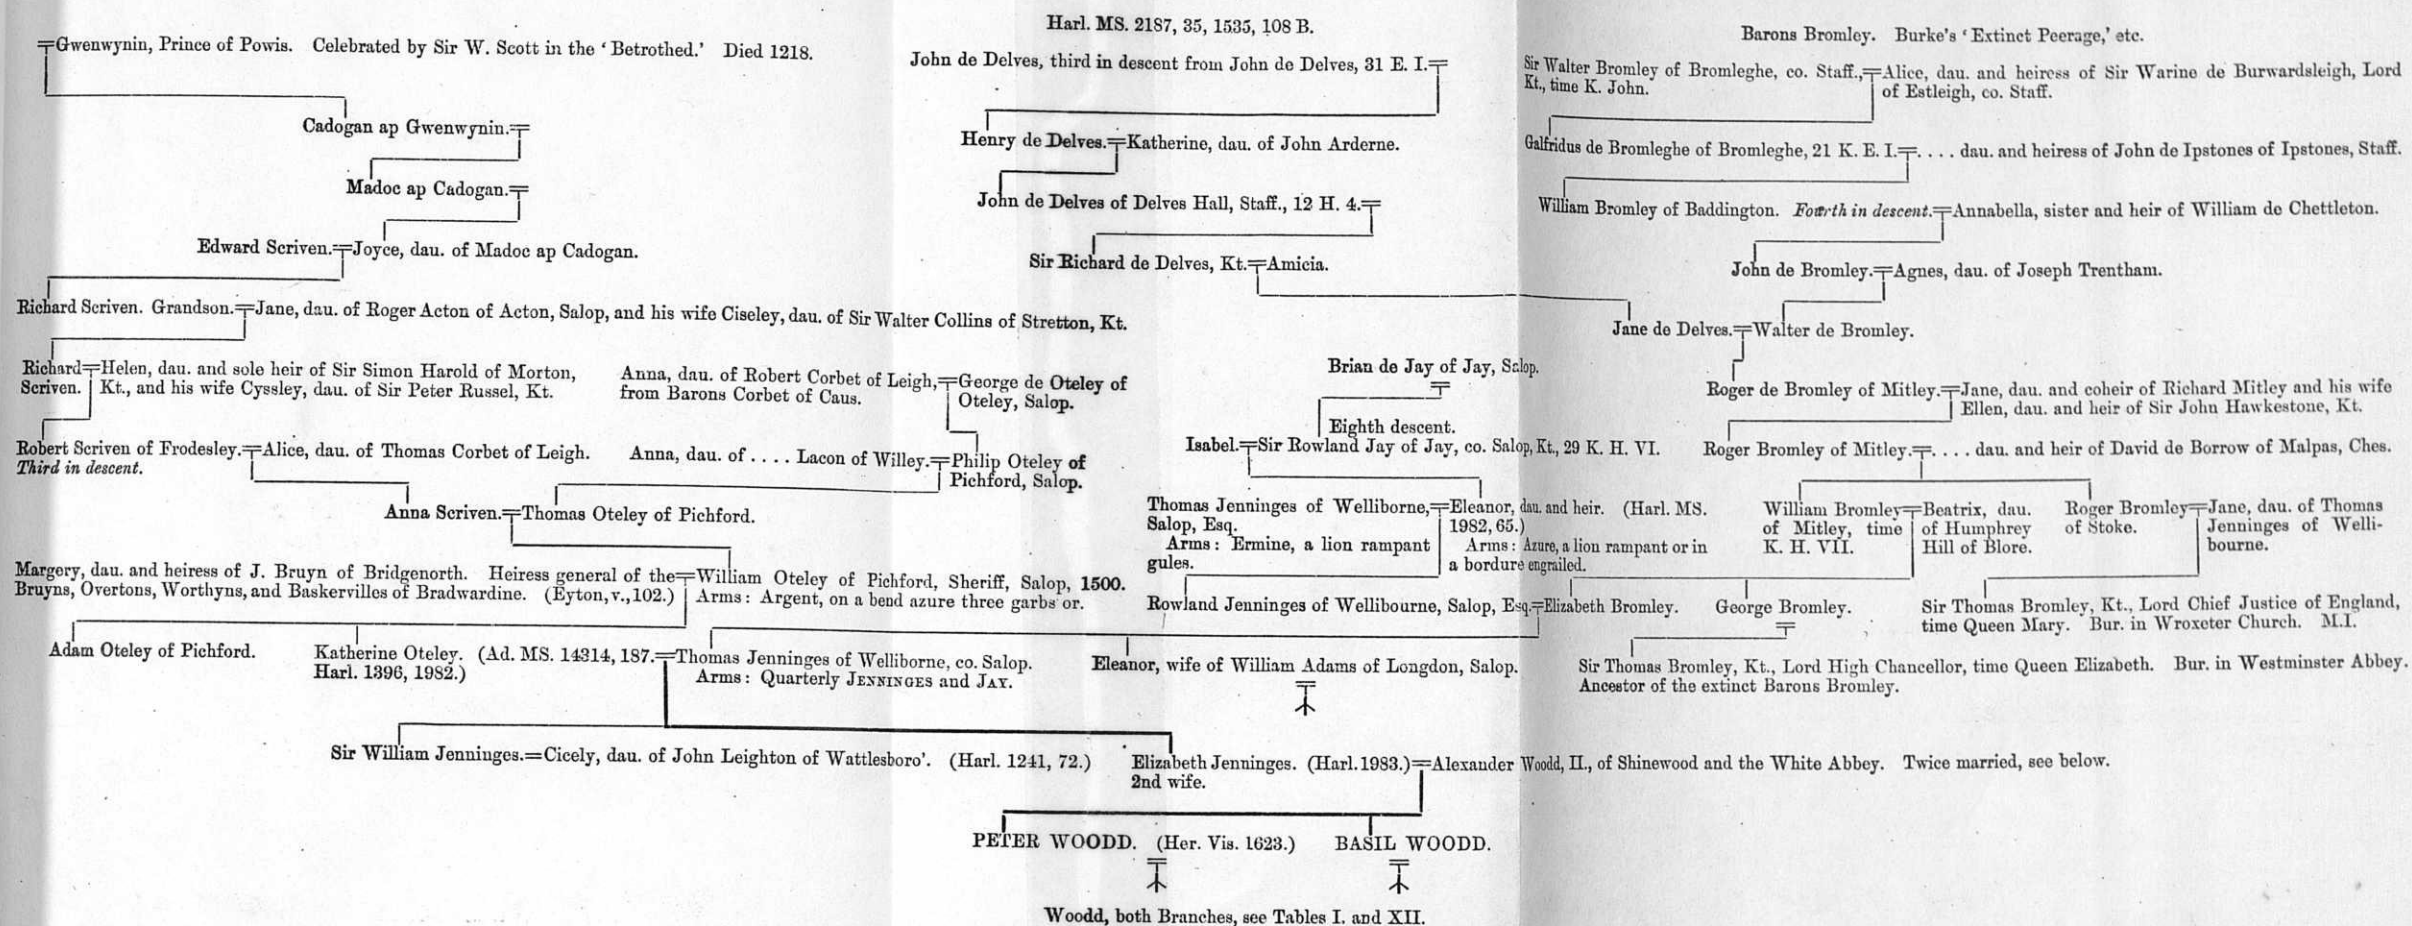 Harl. MS. 2187, 35, 1535, 108 B.
Barons Bromley. Burke's 'Extinct Peerage,' etc.
Gwenwynin, Prince of Powis. Celebrated by Sir W. Scott in the 'Betrothed.' Died 1218.
John de Delves, third in descent from John de Delves, 31 E. I.
Sir Walter Bromley of Bromleghe, co. Staff.,
Kt., time K. John.
Alice, dau. and heiress of Sir Warine de Burwardsleigh, Lord
of Estleigh, co. Staff.
Cadogan ap Gwenwynin.
Henry de Delves.=Katherine, dau. of John Arderne.
Galfridus de Bromleghe of Bromleghe, 21 K. E. I.=. . . . dau. and heiress of John de Ipstones of Ipstones, Staff.
Madoc ap Cadogan.
John de Delves of Delves Hall, Staff., 12 H. 4.
William Bromley of Baddington. Fourth in descent.=Annabella, sister and heir of William de Chettleton.
Edward Scriven.=Joyce, dau. of Madoc ap Cadogan.
Sir Richard de Delves, Kt.=Amicia.
John de Bromley.=Agnes, dau. of Joseph Trentham.
Richard Scriven. Grandson.=Jane, dau. of Roger Acton of Acton, Salop, and his wife Ciseley, dau. of Sir Walter Collins of Stretton, Kt.
Jane de Delves.=Walter de Bromley.
Richard
Scriven.
Helen, dau. and sole heir of Sir Simon Harold of Morton,
Kt., and his wife Cyssley, dau. of Sir Peter Russel, Kt.
Anna, dau. of Robert Corbet of Leigh,
from Barons Corbet of Caus.
George de Oteley of
Oteley, Salop.
Brian de Jay of Jay, Salop.
Roger de Bromley of Mitley.=Jane, dau. and coheir of Richard Mitley and his wife
Ellen, dau. and heir of Sir John Hawkestone, Kt.
Eighth descent.
Robert Scriven of Frodesley.=Alice, dau. of Thomas Corbet of Leigh.
Third in descent.
Anna, dau. of . . . . Lacon of Willey.=Philip Oteley of
Pichford, Salop.
Isabel.=Sir Rowland Jay of Jay, co. Salop, Kt., 29 K. H. VI.
Roger Bromley of Mitley.=. . . . dau. and heir of David de Borrow of Malpas, Ches.
Anna Scriven.=Thomas Oteley of Pichford.
Thomas Jenninges of Welliborne,
Salop, Esq.
Arms: Ermine, a lion rampant
gules.
Eleanor, dau. and heir. (Harl. MS.
1982, 65.)
Arms: Azure, a lion rampant or in
a bordure engrailed.
William Bromley
of Mitley, time
K. H. VII.
Beatrix, dau.
of Humphrey
Hill of Blore.
Roger Bromley
of Stoke.
Jane, dau. of Thomas
Jenninges of Welli-
bourne.
Margery, dau. and heiress of J. Bruyn of Bridgenorth. Heiress general of the
Bruyns, Overtons, Worthyns, and Baskervilles of Bradwardine. (Eyton, v., 102.)
William Oteley of Pichford, Sheriff, Salop, 1500.
Arms: Argent, on a bend azure three garbs or.
Rowland Jenninges of Wellibourne, Salop, Esq.=Elizabeth Bromley.
George Bromley.
Sir Thomas Bromley, Kt., Lord Chief Justice of England,
time Queen Mary. Bur. in Wroxeter Church. M.I.
Adam Oteley of Pichford.
Katherine Oteley. (Ad. MS. 14314, 187.
Harl. 1396, 1982.)
Thomas Jenninges of Welliborne, co. Salop.
Arms: Quarterly JENNINGES and JAY.
Eleanor, wife of William Adams of Longdon, Salop.
Sir Thomas Bromley, Kt., Lord High Chancellor, time Queen Elizabeth. Bur. in Westminster Abbey.
Ancestor of the extinct Barons Bromley.
Sir William Jenninges.=Cicely, dau. of John Leighton of Wattlesboro'. (Harl. 1241, 72.)
Elizabeth Jenninges. (Harl. 1983.)=Alexander Woodd, II., of Shinewood and the White Abbey. Twice married, see below.
2nd wife.
PETER WOODD. (Her. Vis. 1623.)
BASIL WOODD.
Woodd, both Branches, see Tables I. and XII.